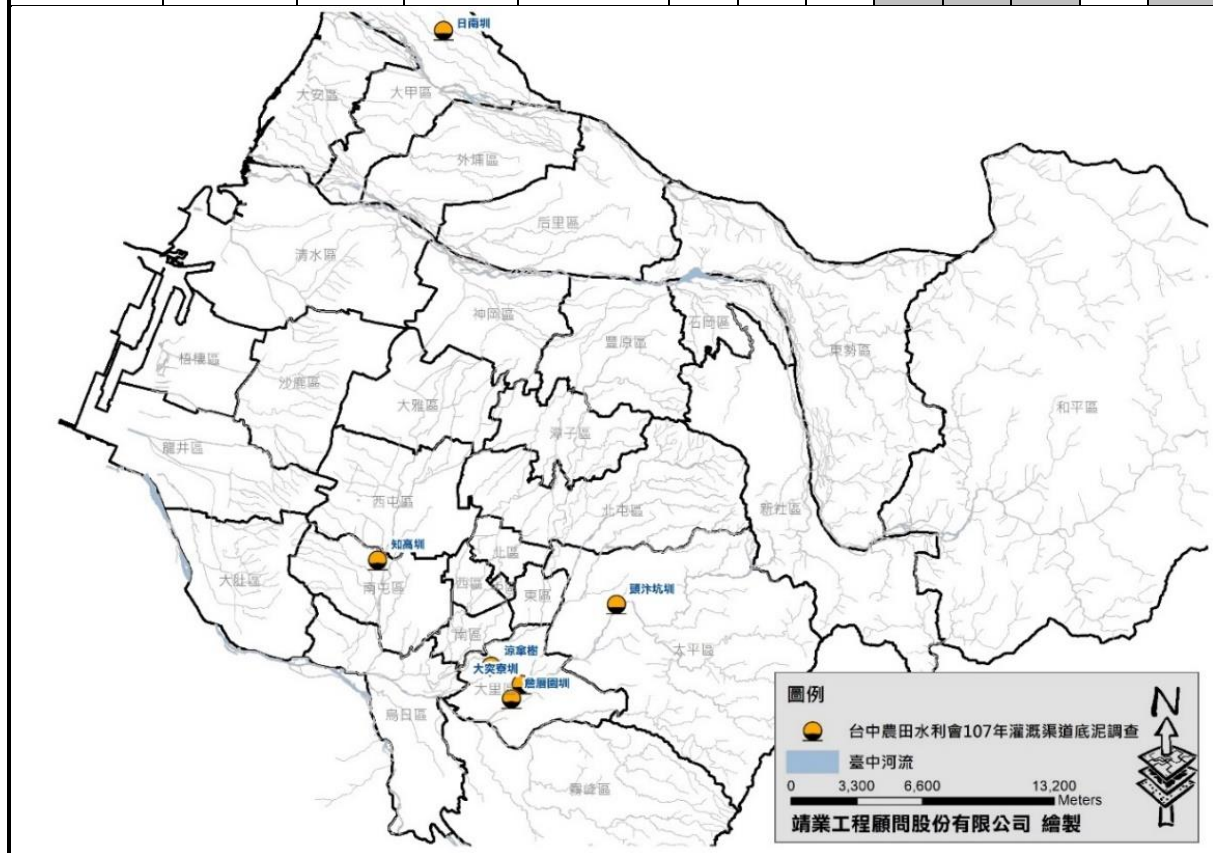 日南圳
大安區
大甲區
外埔區
后里區
清水區
神岡區
豐原區
石岡區
東勢區
和平區
梧棲區
沙鹿區
大雅區
潭子區
龍井區
西屯區
北屯區
新社區
知高圳
北區
大肚區
南屯區
西區
東區
頭汴坑圳
南區
太平區
涼傘樹
大突寮圳
大里區
詹厝園圳
烏日區
霧峰區
圖例
台中農田水利會107年灌溉渠道底泥調查
臺中河流
0 3,300 6,600 13,200
Meters
靖業工程顧問股份有限公司 繪製
N